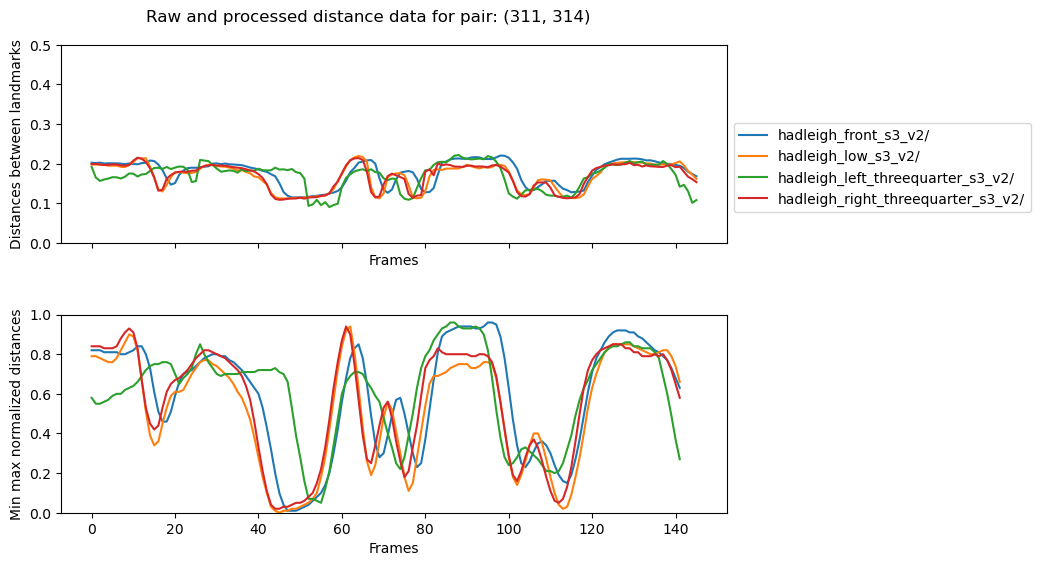 Raw and processed distance data for pair: (311, 314)
Distances between landmarks
0.5
0.4
0.3
0.2
0.1
0.0
Frames
hadleigh_front_s3_v2/
hadleigh_low_s3_v2/
hadleigh_left_threequarter_s3_v2/
hadleigh_right_threequarter_s3_v2/
Min max normalized distances
1.0
0.8
0.6
0.4
0.2
0.0
0 20 40 60 80 100 120 140
Frames